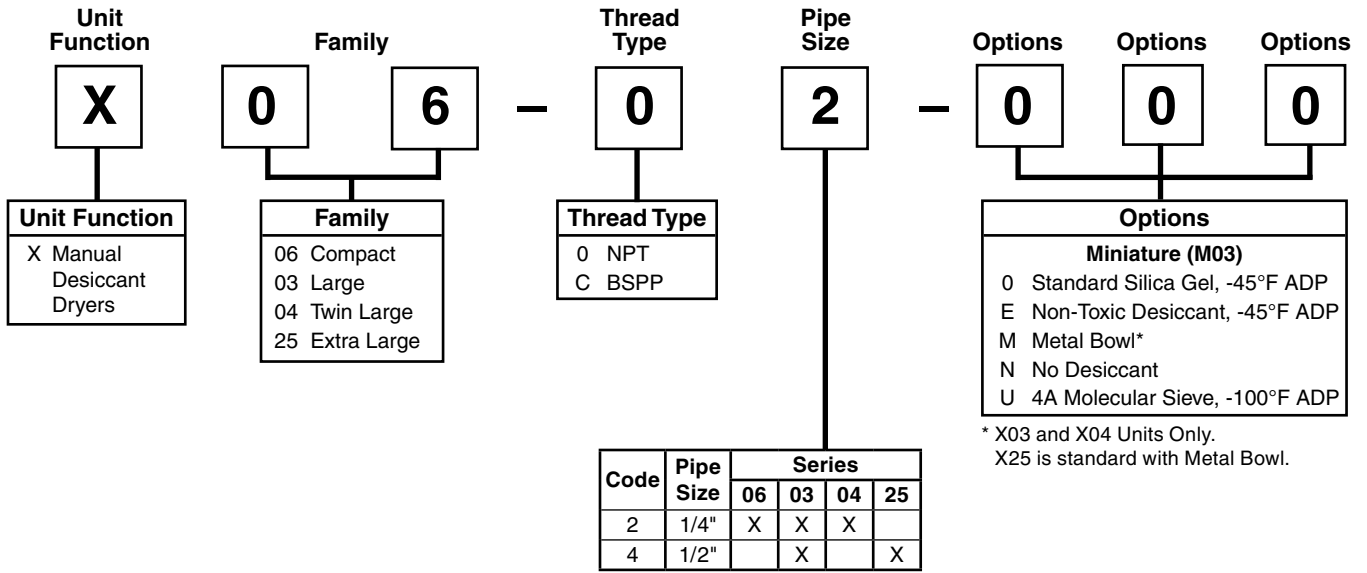 Unit Function
Family
Thread Type
Pipe Size
Options
Options
Options
X 0 6 – 0 2 – 0 0 0
Unit Function
X Manual
Desiccant
Dryers
Family
06 Compact
03 Large
04 Twin Large
25 Extra Large
Thread Type
0 NPT
C BSPP
Options
Miniature (M03)
0 Standard Silica Gel, -45°F ADP
E Non-Toxic Desiccant, -45°F ADP
M Metal Bowl*
N No Desiccant
U 4A Molecular Sieve, -100°F ADP
* X03 and X04 Units Only.
X25 is standard with Metal Bowl.
Code Pipe Size Series
06 03 04 25
2 1/4" X X X
4 1/2" X X